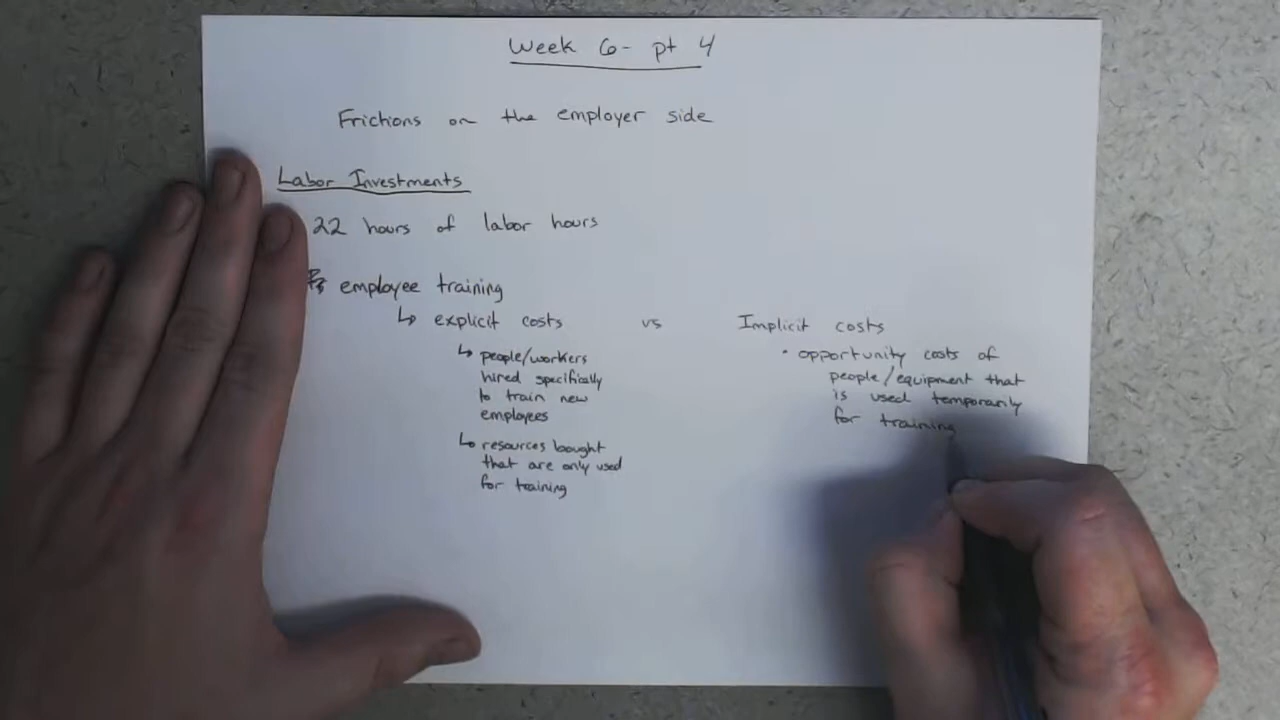 Week 6 - pt 4
Frictions on the employer side
Labor Investments
22 hours of labor hours
employee training
↳ explicit costs vs Implicit costs
↳ people/workers
hired specifically
to train new
employees
↳ resources bought
that are only used
for training
• opportunity costs of
people/equipment that
is used temporarily
for training